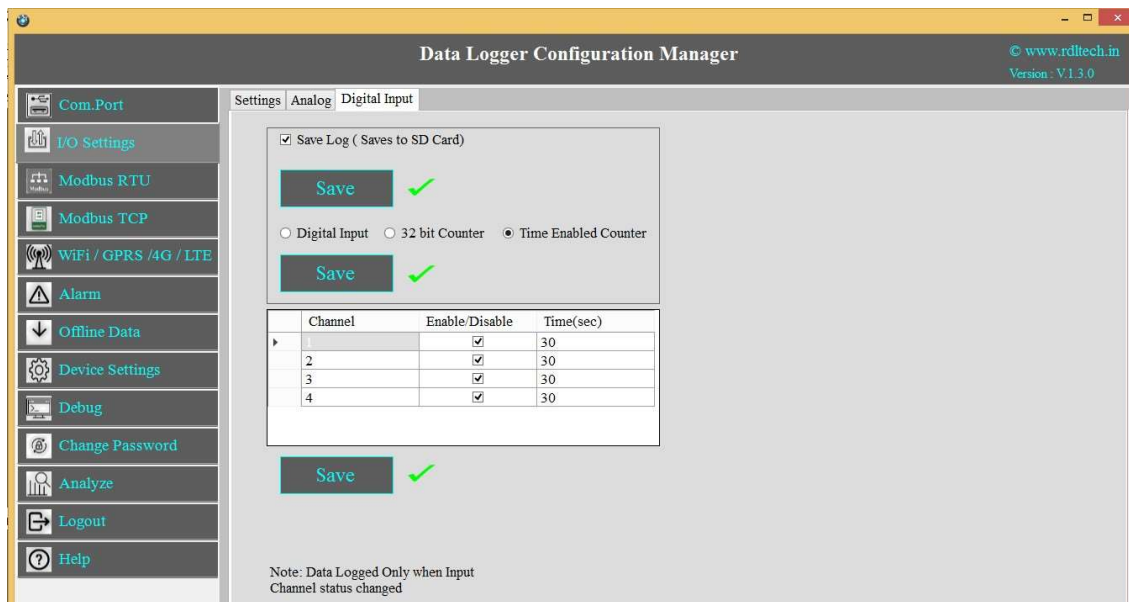 Data Logger Configuration Manager
© www.rdltech.in
Version : V.1.3.0
Com.Port
I/O Settings
Modbus RTU
Modbus TCP
WiFi / GPRS /4G / LTE
Alarm
Offline Data
Device Settings
Debug
Change Password
Analyze
Logout
Help
Settings Analog Digital Input
Save Log ( Saves to SD Card)
Save
Digital Input 32 bit Counter Time Enabled Counter
Save
Channel Enable/Disable Time(sec)
1 30
2 30
3 30
4 30
Save
Note: Data Logged Only when Input
Channel status changed